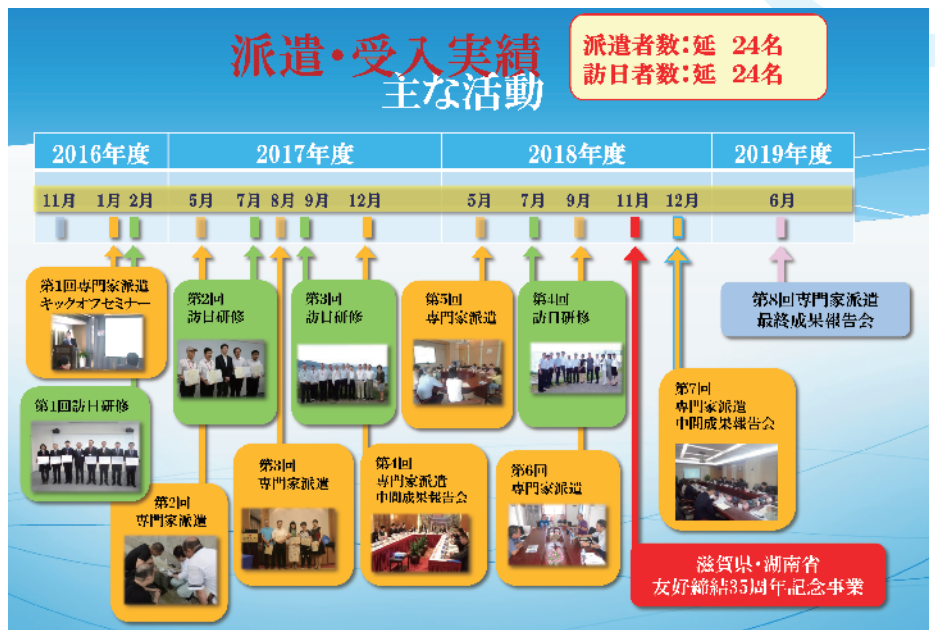 派遣・受入実績
主な活動
派遣者数：延 24名
訪日者数：延 24名
2016年度 2017年度 2018年度 2019年度
11月 1月 2月 5月 7月 8月 9月 12月 5月 7月 9月 11月 12月 6月
第1回専門家派遣
キックオフセミナー
第1回訪日研修
第2回
専門家派遣
第2回
訪日研修
第3回
専門家派遣
第3回
訪日研修
第4回
専門家派遣
中間成果報告会
第5回
専門家派遣
第6回
専門家派遣
第4回
訪日研修
第7回
専門家派遣
中間成果報告会
第8回専門家派遣
最終成果報告会
滋賀県・湖南省
友好締結35周年記念事業